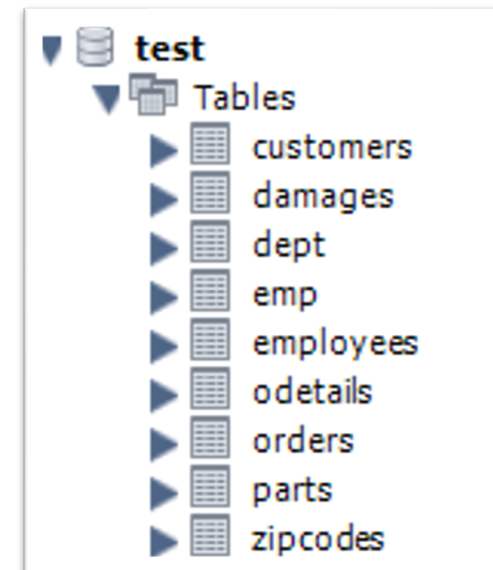 test
Tables
customers
damages
dept
emp
employees
odetails
orders
parts
zipcodes